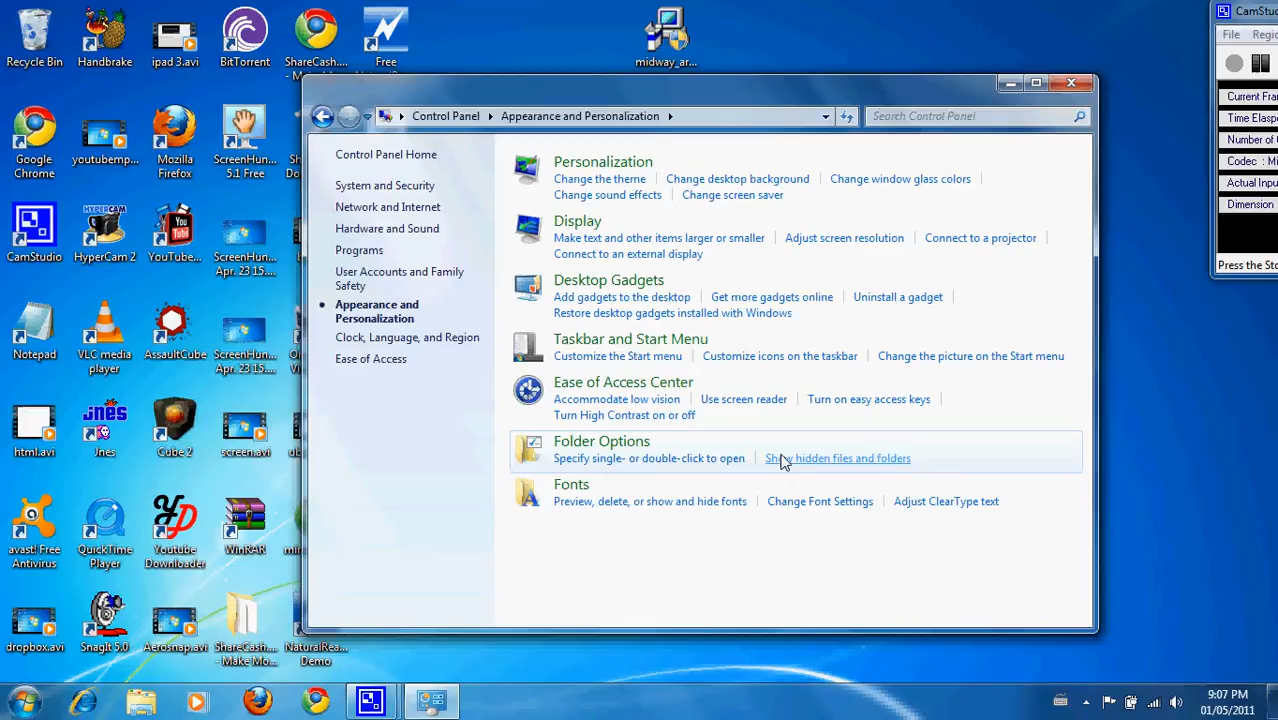 Recycle Bin
Handbrake
ipad 3.avi
BitTorrent
ShareCash....
Free
midway_ar...
Google
Chrome
youtubemp...
Mozilla
Firefox
ScreenHun...
5.1 Free
CamStudio
HYPERCAM
HyperCam 2
You
Tube
YouTube...
ScreenHun...
Apr. 23 15....
Notepad
VLC media
player
AssaultCube
ScreenHun...
Apr. 23 15....
html.avi
jnes
Jnes
Cube 2
screen.avi
avast! Free
Antivirus
QuickTime
Player
YD
Youtube
Downloader
WinRAR
dropbox.avi
SnagIt 5.0
Aerosnap.avi
ShareCash....
- Make Mo...
NaturalRea...
Demo
Control Panel
Appearance and Personalization
Search Control Panel
Control Panel Home
System and Security
Network and Internet
Hardware and Sound
Programs
User Accounts and Family
Safety
Appearance and
Personalization
Clock, Language, and Region
Ease of Access
Personalization
Change the theme
Change desktop background
Change window glass colors
Change sound effects
Change screen saver
Display
Make text and other items larger or smaller
Adjust screen resolution
Connect to a projector
Connect to an external display
Desktop Gadgets
Add gadgets to the desktop
Get more gadgets online
Uninstall a gadget
Restore desktop gadgets installed with Windows
Taskbar and Start Menu
Customize the Start menu
Customize icons on the taskbar
Change the picture on the Start menu
Ease of Access Center
Accommodate low vision
Use screen reader
Turn on easy access keys
Turn High Contrast on or off
Folder Options
Specify single- or double-click to open
Show hidden files and folders
Fonts
Preview, delete, or show and hide fonts
Change Font Settings
Adjust ClearType text
CamStudio
File
Current
Time
Number of
Codec : M
Actual
Dimension
Press the
9:07 PM
01/05/2011